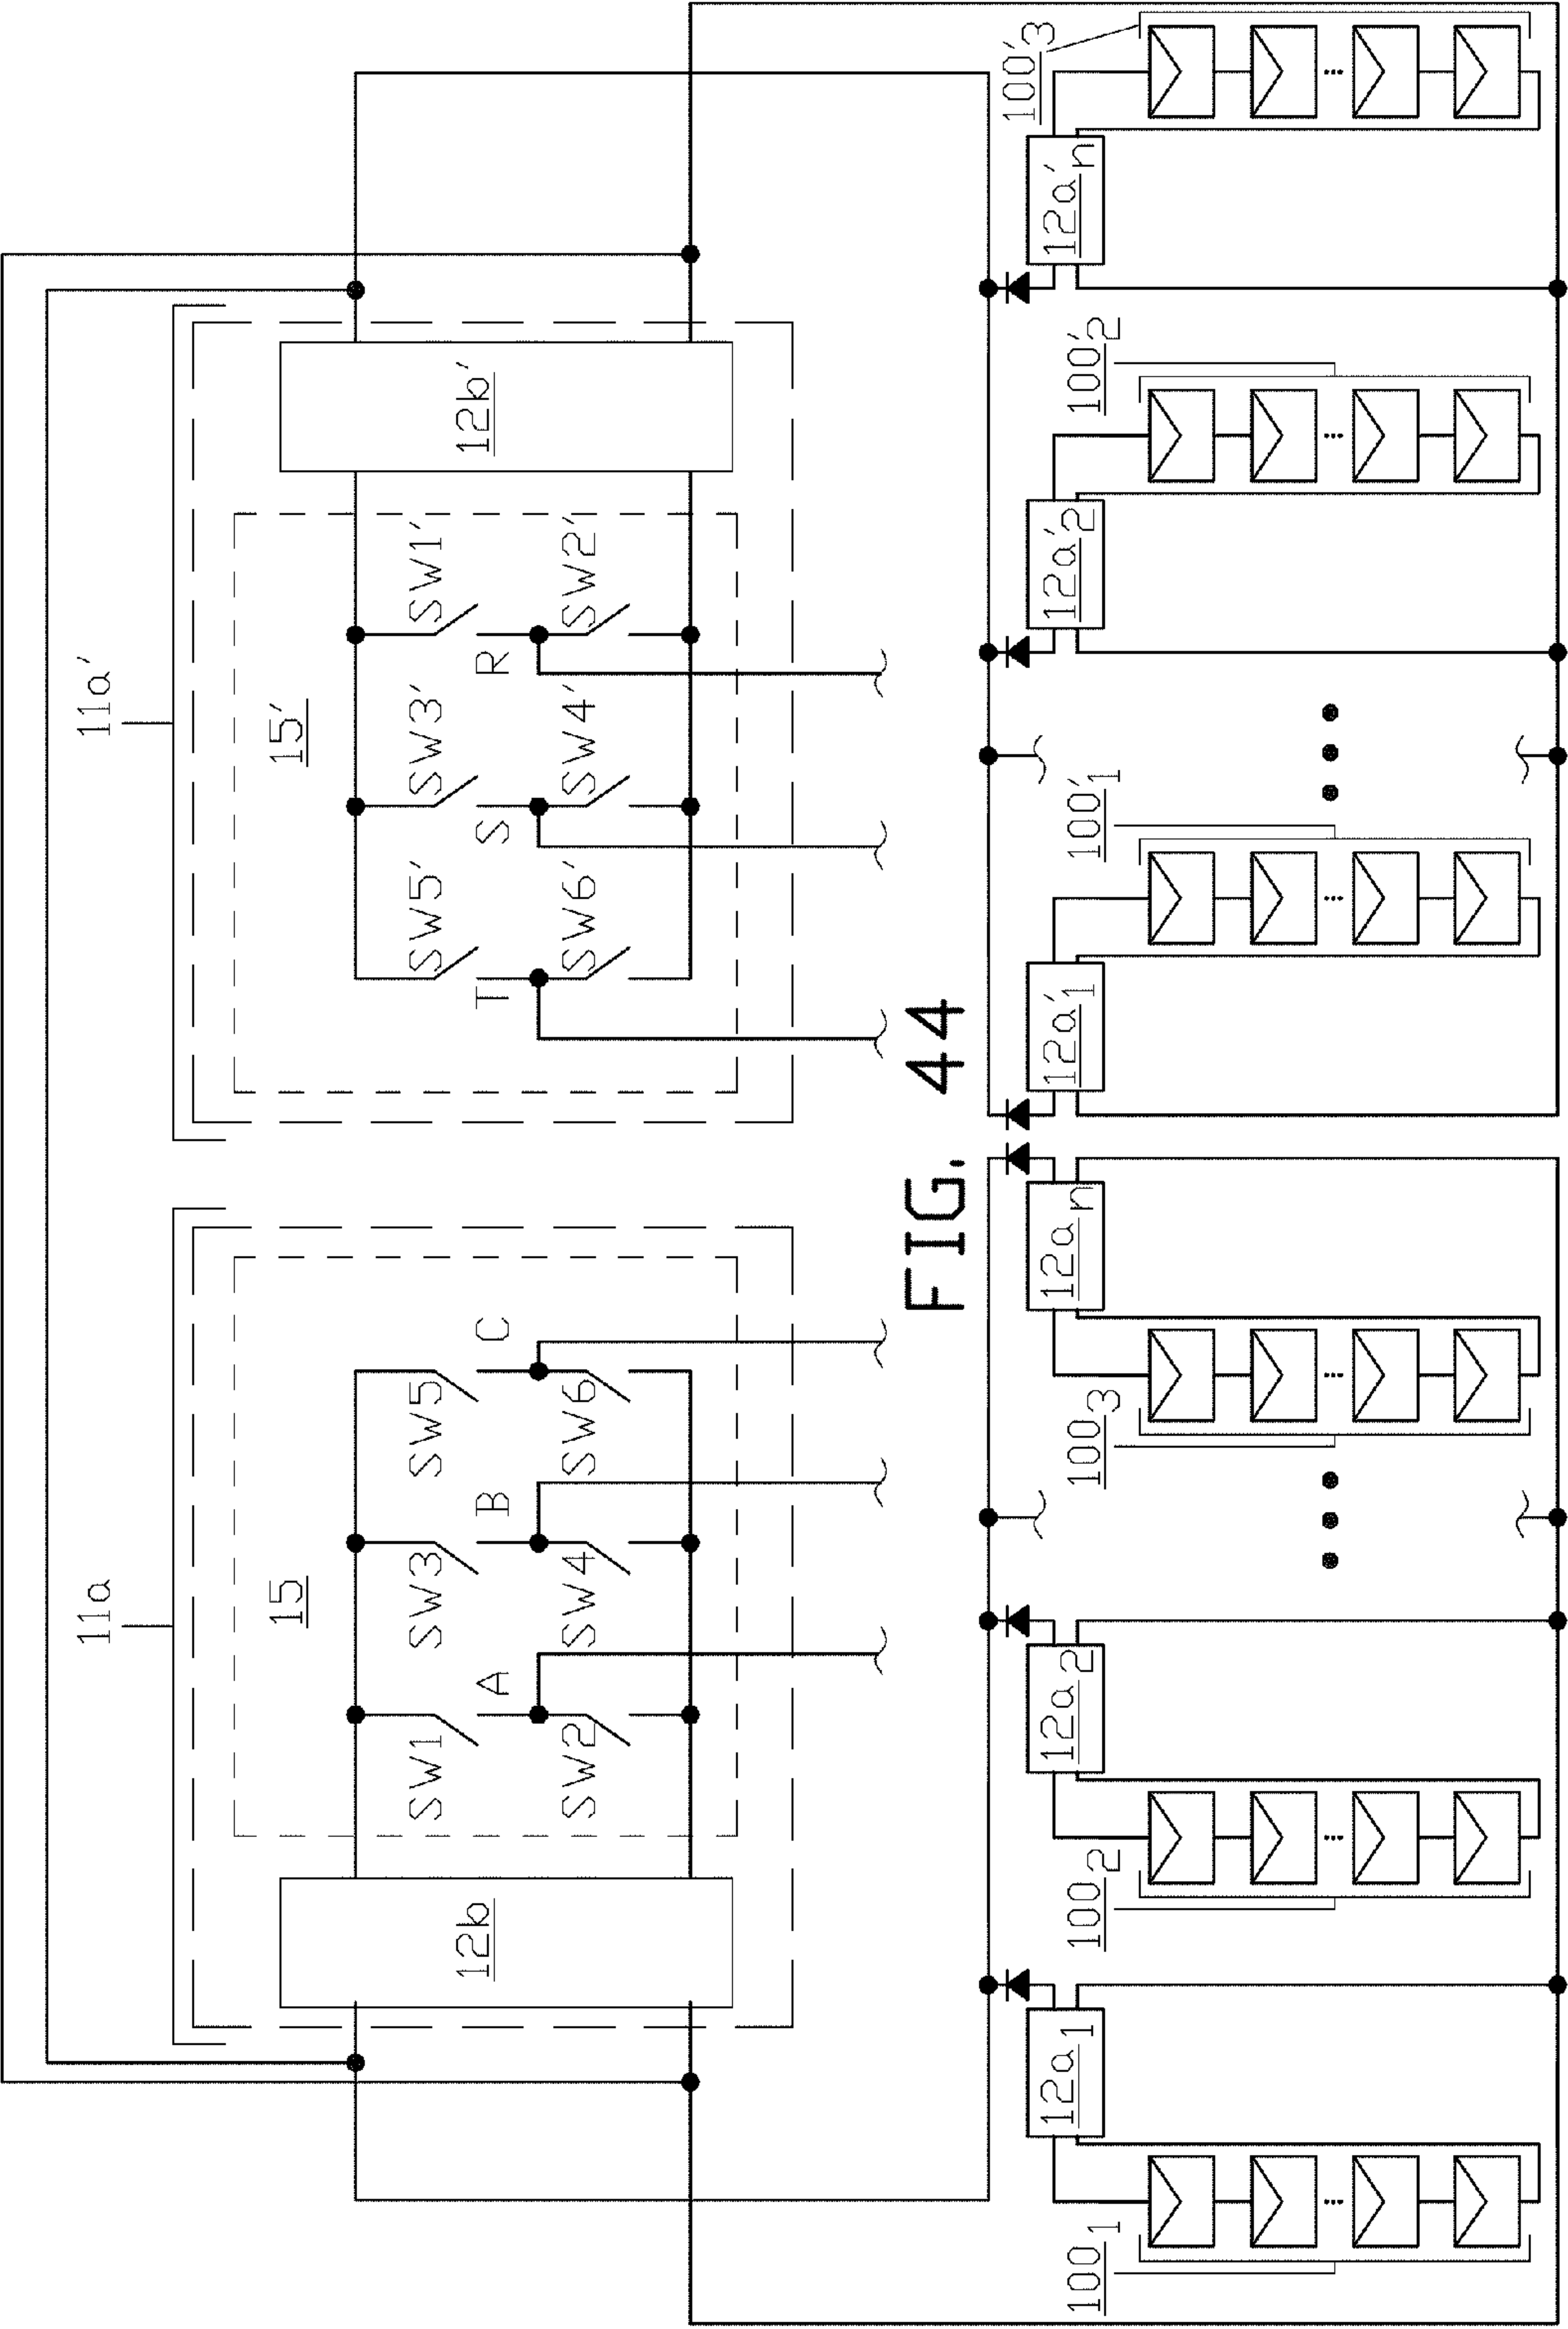 11a
11a'
15
15'
12b
12b'
SW1
SW3
SW5
SW5'
SW3'
SW1'
A
B
C
T
S
R
SW2
SW4
SW6
SW6'
SW4'
SW2'
FIG. 44
12a1
12a2
12an
12a'1
12a'2
12a'n
100'3
1001
1002
1003
100'1
100'2